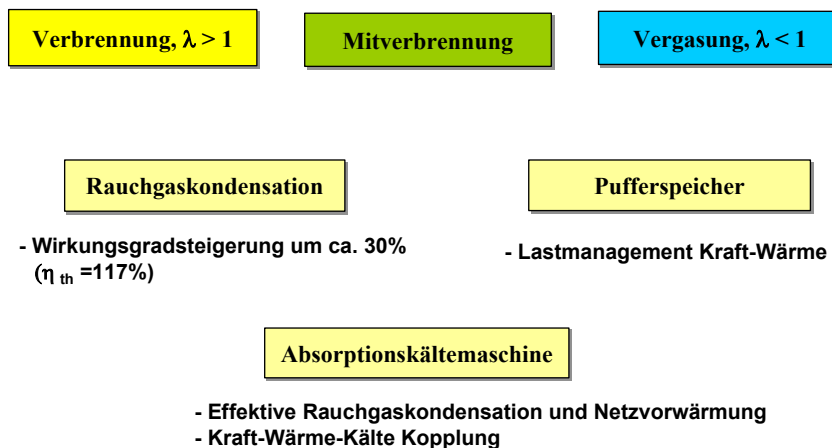 Verbrennung, λ > 1
Mitverbrennung
Vergasung, λ < 1
Rauchgaskondensation
Pufferspeicher
- Wirkungsgradsteigerung um ca. 30%
(η th =117%)
- Lastmanagement Kraft-Wärme
Absorptionskältemaschine
- Effektive Rauchgaskondensation und Netzvorwärmung
- Kraft-Wärme-Kälte Kopplung